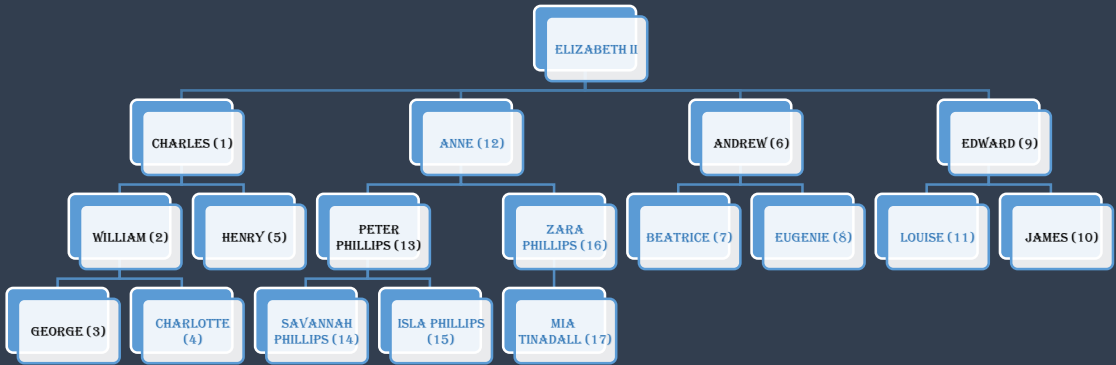 ELIZABETH II
CHARLES (1)
ANNE (12)
ANDREW (6)
EDWARD (9)
WILLIAM (2)
HENRY (5)
PETER
PHILLIPS (13)
ZARA
PHILLIPS (16)
BEATRICE (7)
EUGENIE (8)
LOUISE (11)
JAMES (10)
GEORGE (3)
CHARLOTTE
(4)
SAVANNAH
PHILLIPS (14)
ISLA PHILLIPS
(15)
MIA
TINADALL (17)